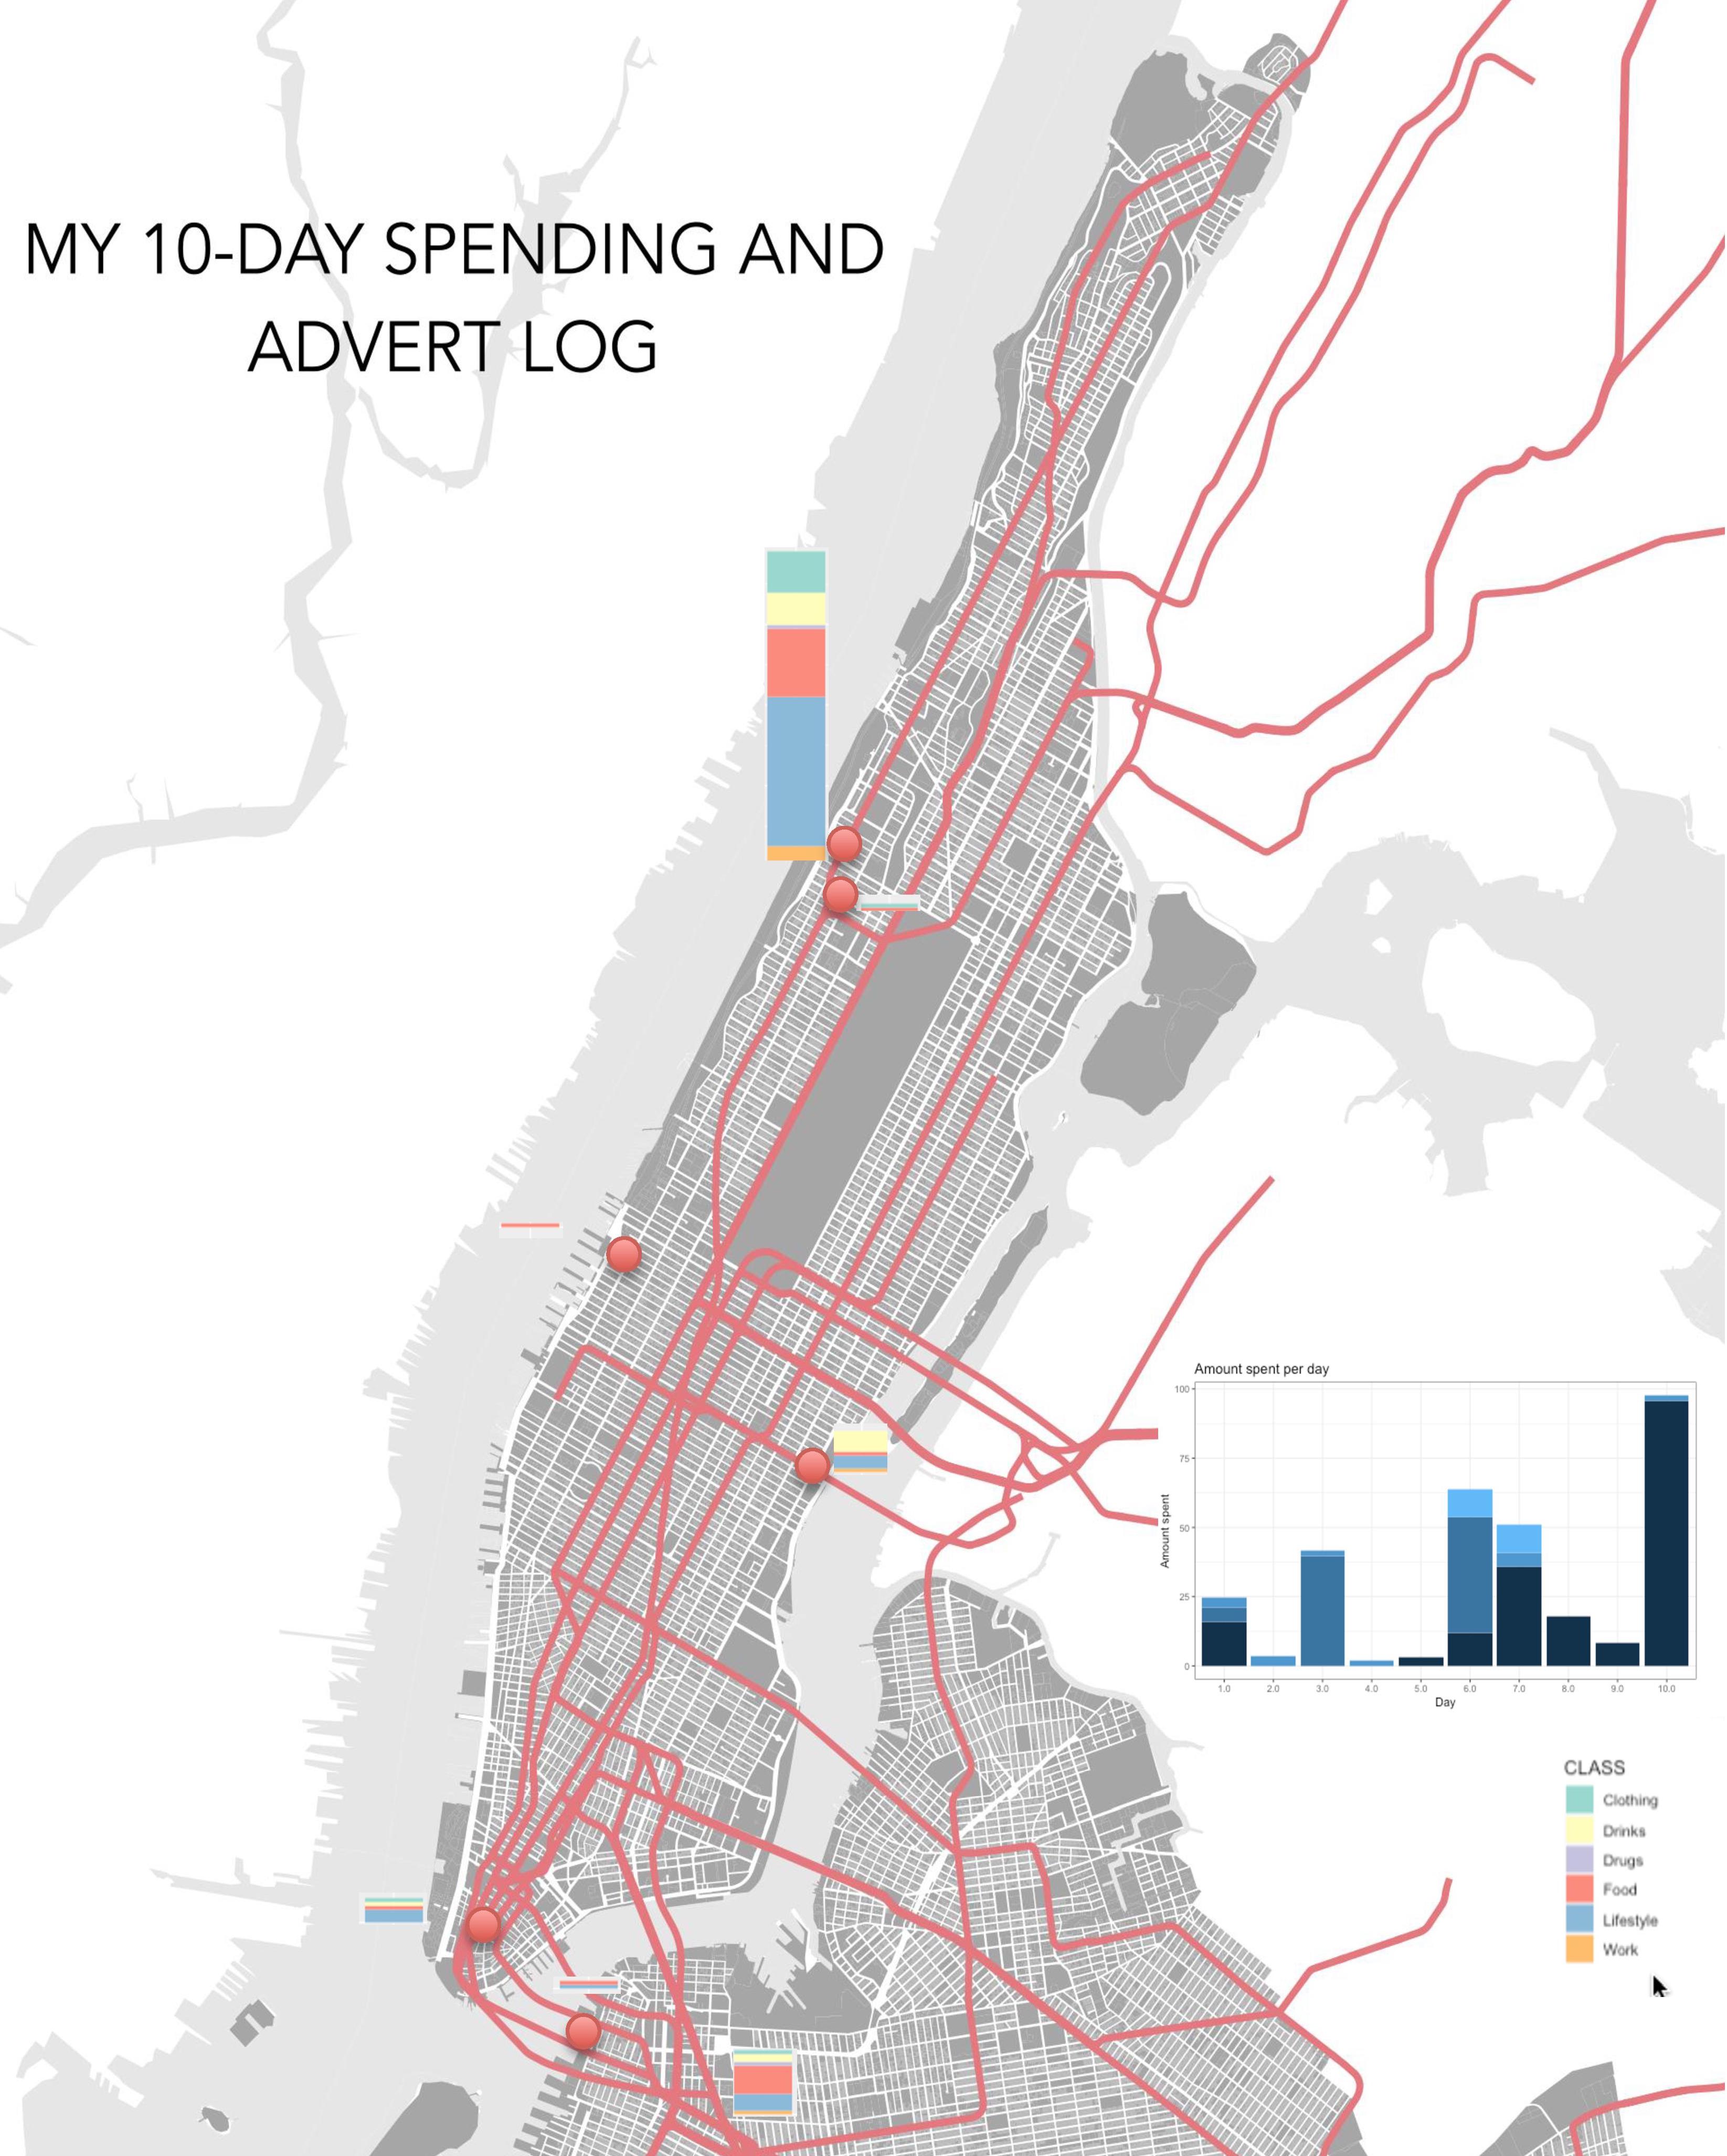 MY 10-DAY SPENDING AND
ADVERT LOG
Amount spent per day
100
75
50
25
0
Amount spent
1.0 2.0 3.0 4.0 5.0 6.0 7.0 8.0 9.0 10.0
Day
CLASS
Clothing
Drinks
Drugs
Food
Lifestyle
Work